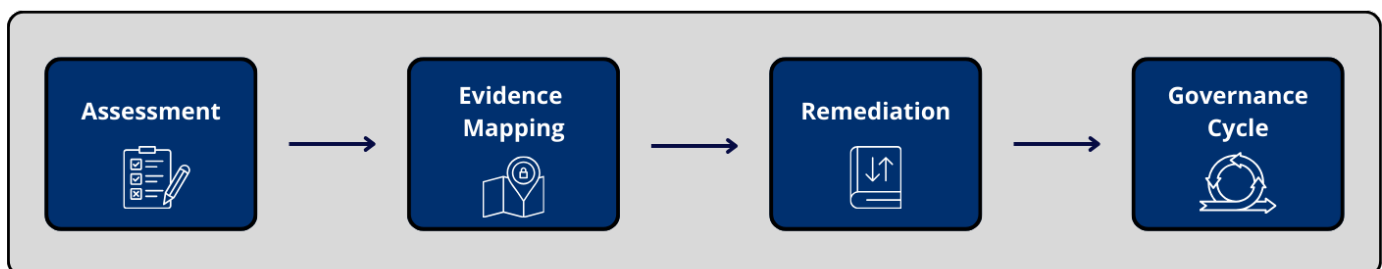 Assessment
Evidence
Mapping
Remediation
Governance
Cycle